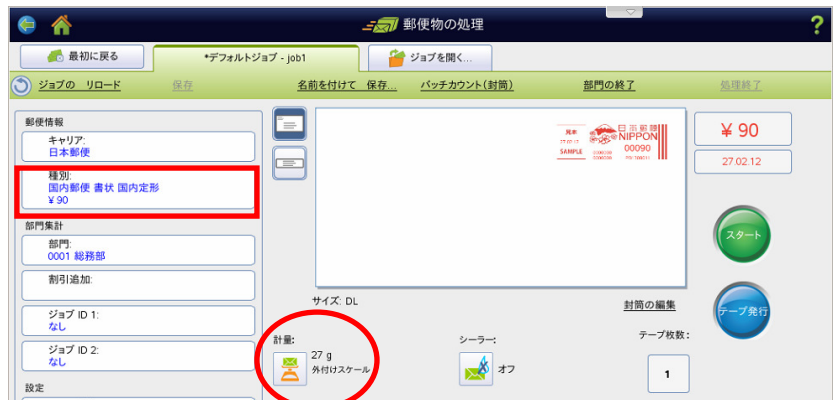 郵便物の処理
?
最初に戻る
*デフォルトジョブ - job1
ジョブを開く...
ジョブの リロード
保存
名前を付けて 保存...
バッチカウント(封筒)
部門の終了
処理終了
郵便情報
キャリア:
日本郵便
種別:
国内郵便 書状 国内定形
¥ 90
部門集計
部門:
0001 総務部
割引追加:
ジョブ ID 1:
なし
ジョブ ID 2:
なし
設定
見本
27.02.12
SAMPLE
日本郵便
NIPPON
00090
サイズ: DL
封筒の編集
計量:
27 g
外付けスケール
シーラー:
オフ
テープ枚数:
1
¥ 90
27.02.12
スタート
テープ発行